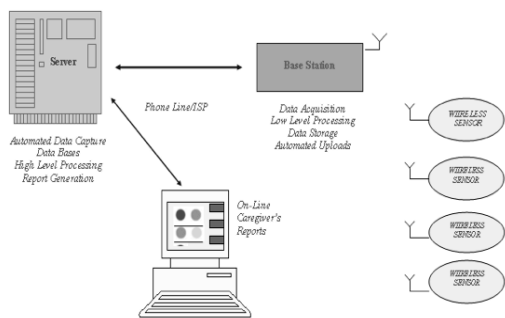 Server
Base Station
Phone Line/ISP
Data Acquisition
Low Level Processing
Data Storage
Automated Uploads
Automated Data Capture
Data Bases
High Level Processing
Report Generation
On-Line
Caregiver's
Reports
WIRELESS
SENSOR
WIRELESS
SENSOR
WIRELESS
SENSOR
WIRELESS
SENSOR